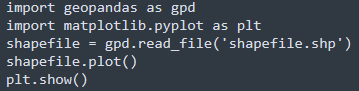 import geopandas as gpd
import matplotlib.pyplot as plt
shapefile = gpd.read_file('shapefile.shp')
shapefile.plot()
plt.show()